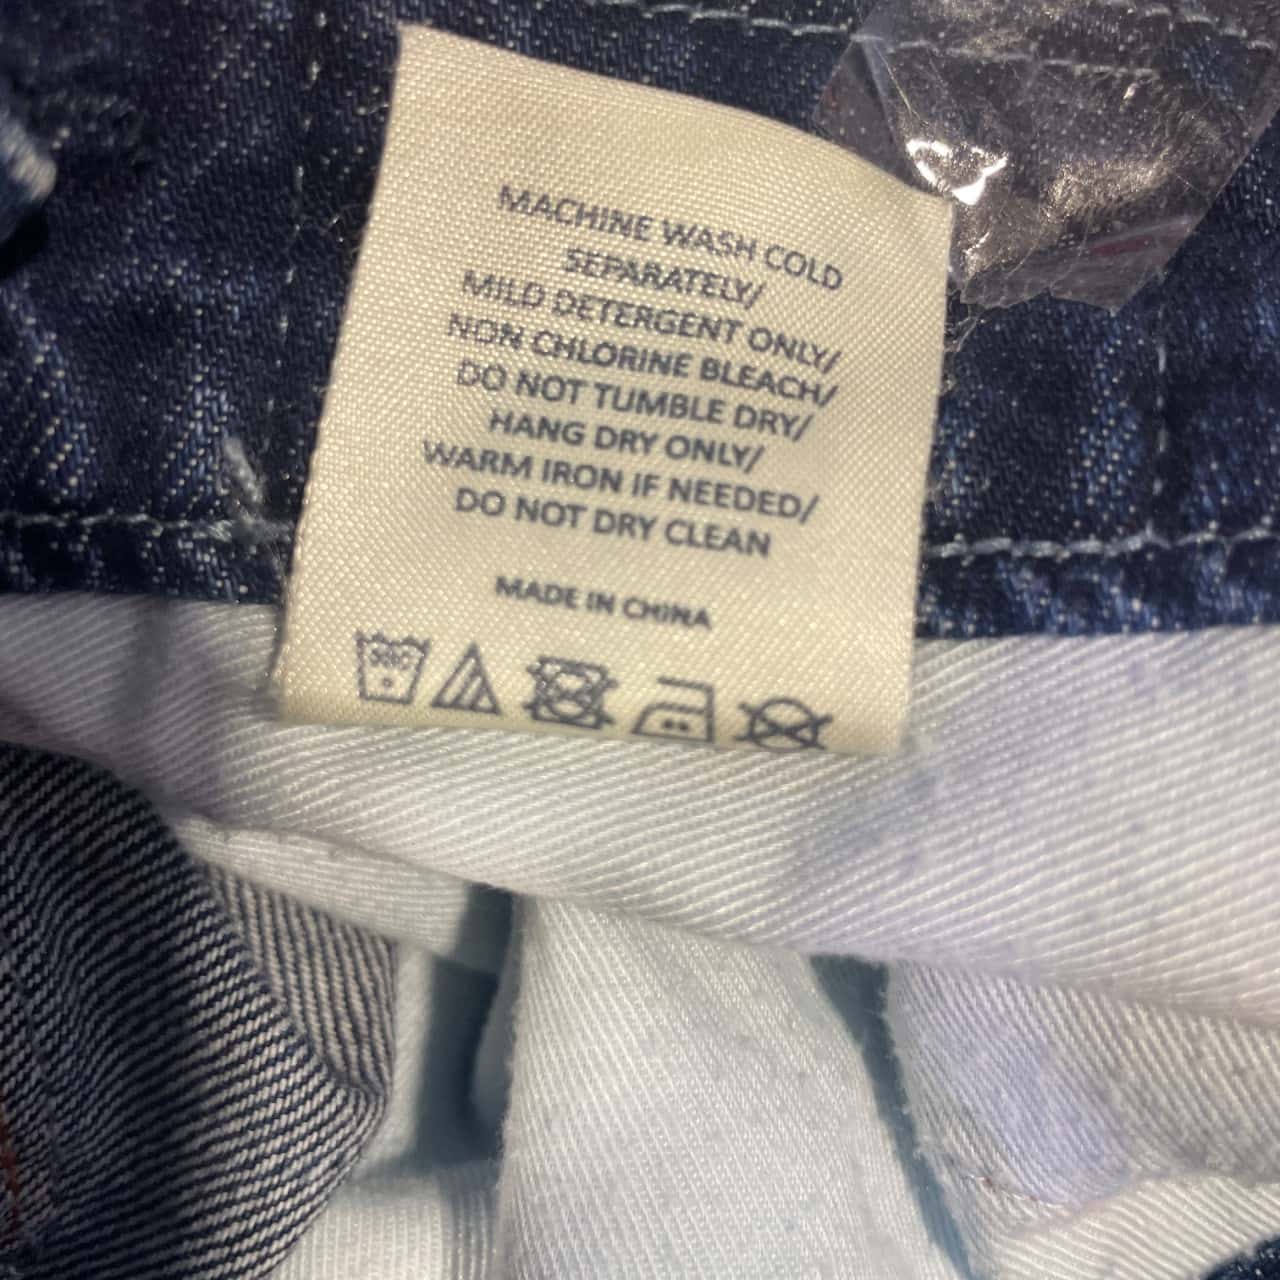 MACHINE WASH COLD
SEPARATELY/
MILD DETERGENT ONLY/
NON CHLORINE BLEACH/
DO NOT TUMBLE DRY/
HANG DRY ONLY/
WARM IRON IF NEEDED/
DO NOT DRY CLEAN
MADE IN CHINA